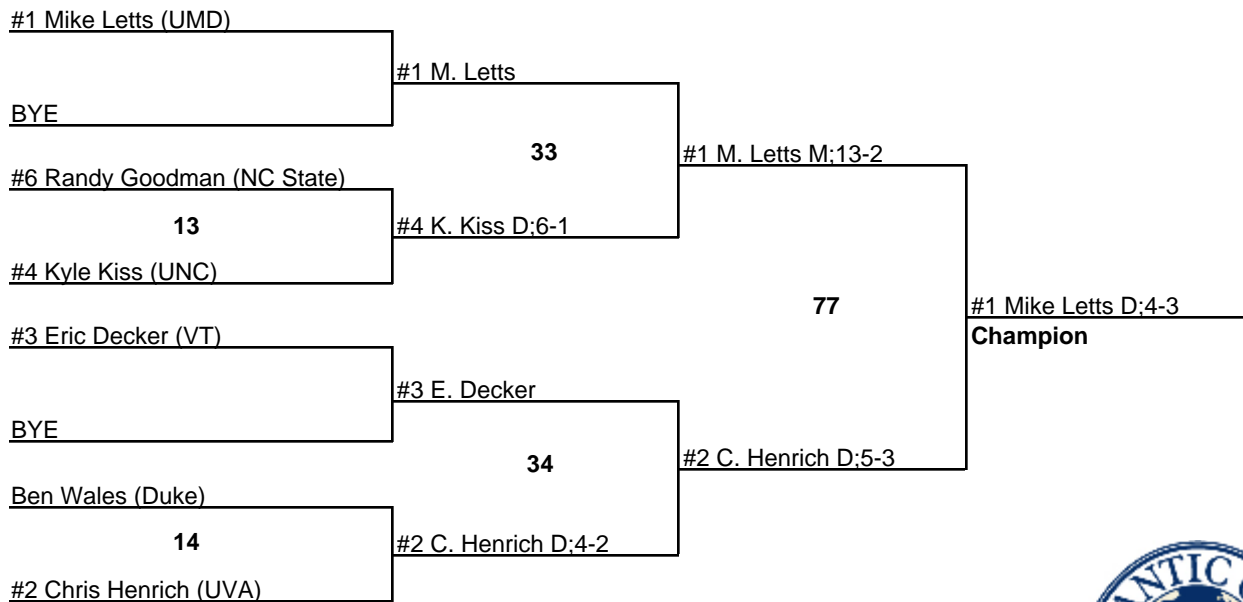 #1 Mike Letts (UMD)
#1 M. Letts
BYE
33
#1 M. Letts M;13-2
#6 Randy Goodman (NC State)
13
#4 K. Kiss D;6-1
#4 Kyle Kiss (UNC)
77
#1 Mike Letts D;4-3
Champion
#3 Eric Decker (VT)
#3 E. Decker
BYE
34
#2 C. Henrich D;5-3
Ben Wales (Duke)
14
#2 C. Henrich D;4-2
#2 Chris Henrich (UVA)